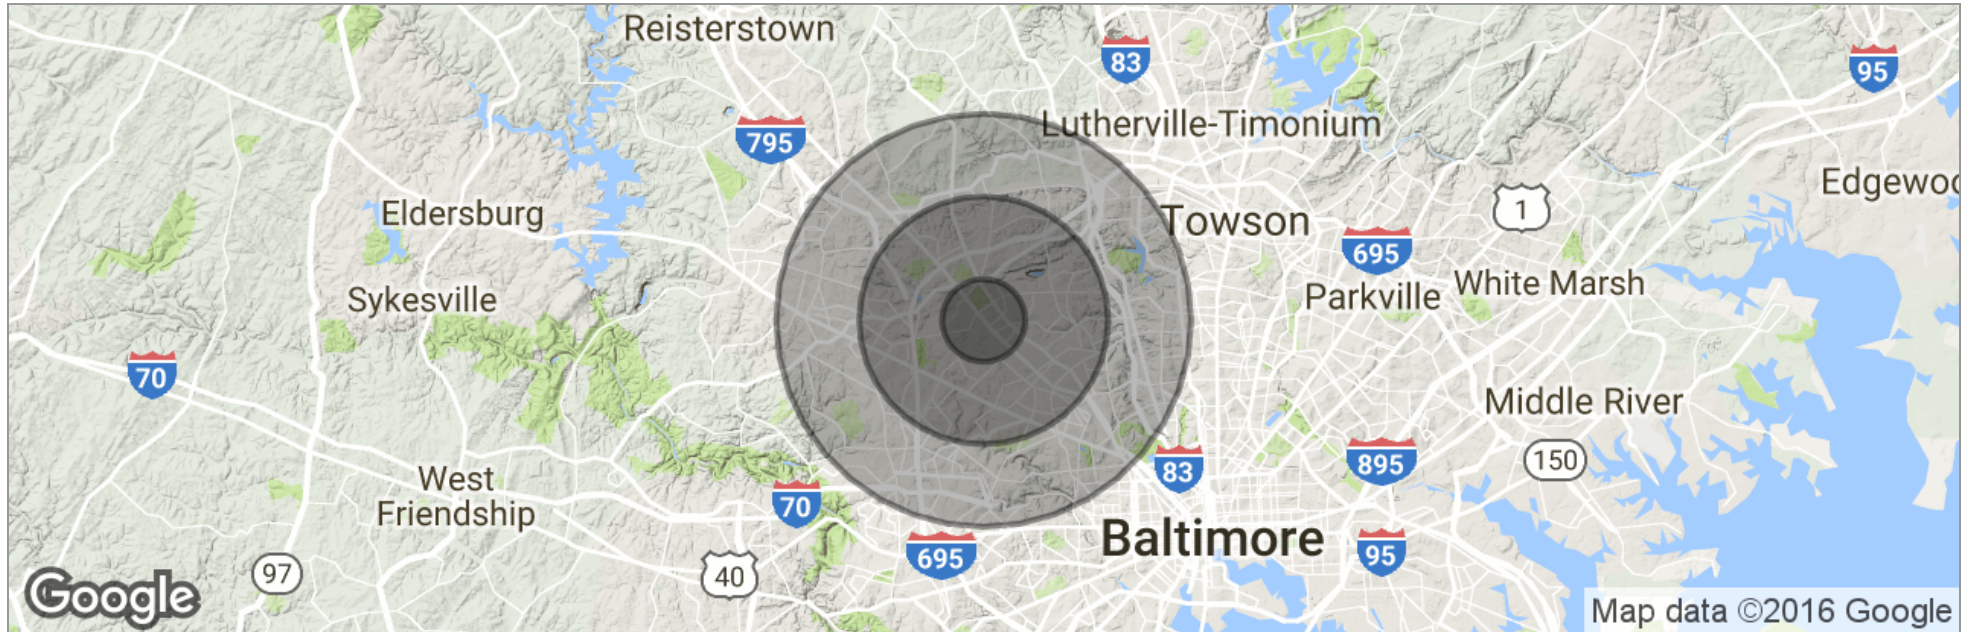 Reisterstown
83
95
Lutherville-Timonium
795
Edgewoo
Eldersburg
1
Towson
695
White Marsh
Sykesville
Parkville
70
Middle River
83
895
150
West
Friendship
70
Baltimore
695
95
97
40
Google
Map data ©2016 Google